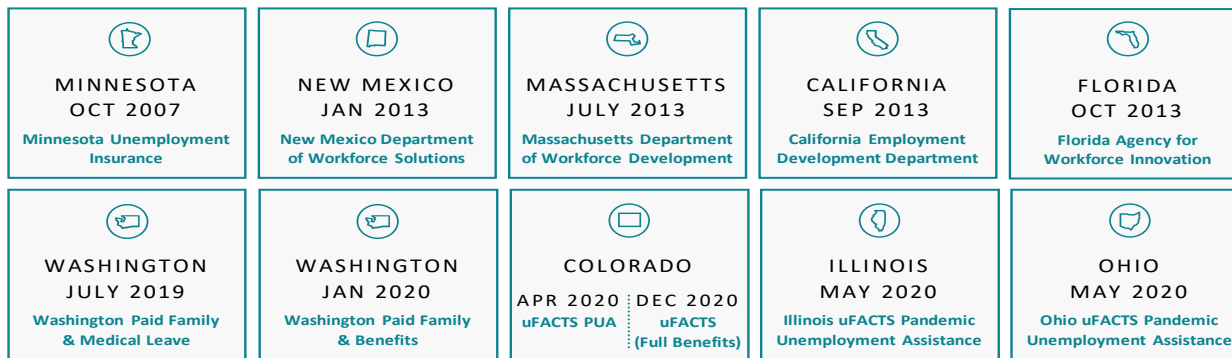 MINNESOTA
OCT 2007
Minnesota Unemployment
Insurance
NEW MEXICO
JAN 2013
New Mexico Department
of Workforce Solutions
MASSACHUSETTS
JULY 2013
Massachusetts Department
of Workforce Development
CALIFORNIA
SEP 2013
California Employment
Development Department
FLORIDA
OCT 2013
Florida Agency for
Workforce Innovation
WASHINGTON
JULY 2019
Washington Paid Family
& Medical Leave
WASHINGTON
JAN 2020
Washington Paid Family
& Benefits
COLORADO
APR 2020
uFACTS PUA
DEC 2020
uFACTS
(Full Benefits)
ILLINOIS
MAY 2020
Illinois uFACTS Pandemic
Unemployment Assistance
OHIO
MAY 2020
Ohio uFACTS Pandemic
Unemployment Assistance